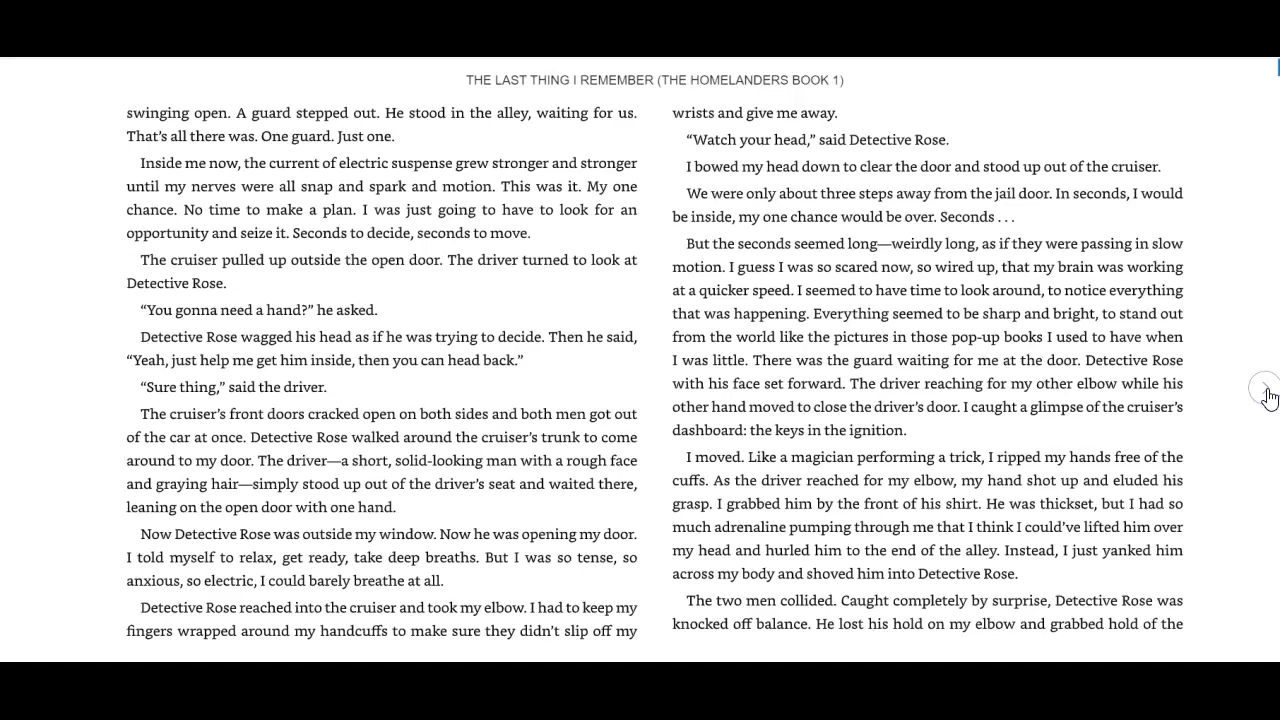 THE LAST THING I REMEMBER (THE HOMELANDERS BOOK 1)
swinging open. A guard stepped out. He stood in the alley, waiting for us.
That’s all there was. One guard. Just one.
Inside me now, the current of electric suspense grew stronger and stronger
until my nerves were all snap and spark and motion. This was it. My one
chance. No time to make a plan. I was just going to have to look for an
opportunity and seize it. Seconds to decide, seconds to move.
The cruiser pulled up outside the open door. The driver turned to look at
Detective Rose.
“You gonna need a hand?” he asked.
Detective Rose wagged his head as if he was trying to decide. Then he said,
“Yeah, just help me get him inside, then you can head back.”
“Sure thing,” said the driver.
The cruiser’s front doors cracked open on both sides and both men got out
of the car at once. Detective Rose walked around the cruiser’s trunk to come
around to my door. The driver—a short, solid-looking man with a rough face
and graying hair—simply stood up out of the driver’s seat and waited there,
leaning on the open door with one hand.
Now Detective Rose was outside my window. Now he was opening my door.
I told myself to relax, get ready, take deep breaths. But I was so tense, so
anxious, so electric, I could barely breathe at all.
Detective Rose reached into the cruiser and took my elbow. I had to keep my
fingers wrapped around my handcuffs to make sure they didn’t slip off my
wrists and give me away.
“Watch your head,” said Detective Rose.
I bowed my head down to clear the door and stood up out of the cruiser.
We were only about three steps away from the jail door. In seconds, I would
be inside, my one chance would be over. Seconds . . .
But the seconds seemed long—weirdly long, as if they were passing in slow
motion. I guess I was so scared now, so wired up, that my brain was working
at a quicker speed. I seemed to have time to look around, to notice everything
that was happening. Everything seemed to be sharp and bright, to stand out
from the world like the pictures in those pop-up books I used to have when
I was little. There was the guard waiting for me at the door. Detective Rose
with his face set forward. The driver reaching for my other elbow while his
other hand moved to close the driver’s door. I caught a glimpse of the cruiser’s
dashboard: the keys in the ignition.
I moved. Like a magician performing a trick, I ripped my hands free of the
cuffs. As the driver reached for my elbow, my hand shot up and eluded his
grasp. I grabbed him by the front of his shirt. He was thickset, but I had so
much adrenaline pumping through me that I think I could’ve lifted him over
my head and hurled him to the end of the alley. Instead, I just yanked him
across my body and shoved him into Detective Rose.
The two men collided. Caught completely by surprise, Detective Rose was
knocked off balance. He lost his hold on my elbow and grabbed hold of the